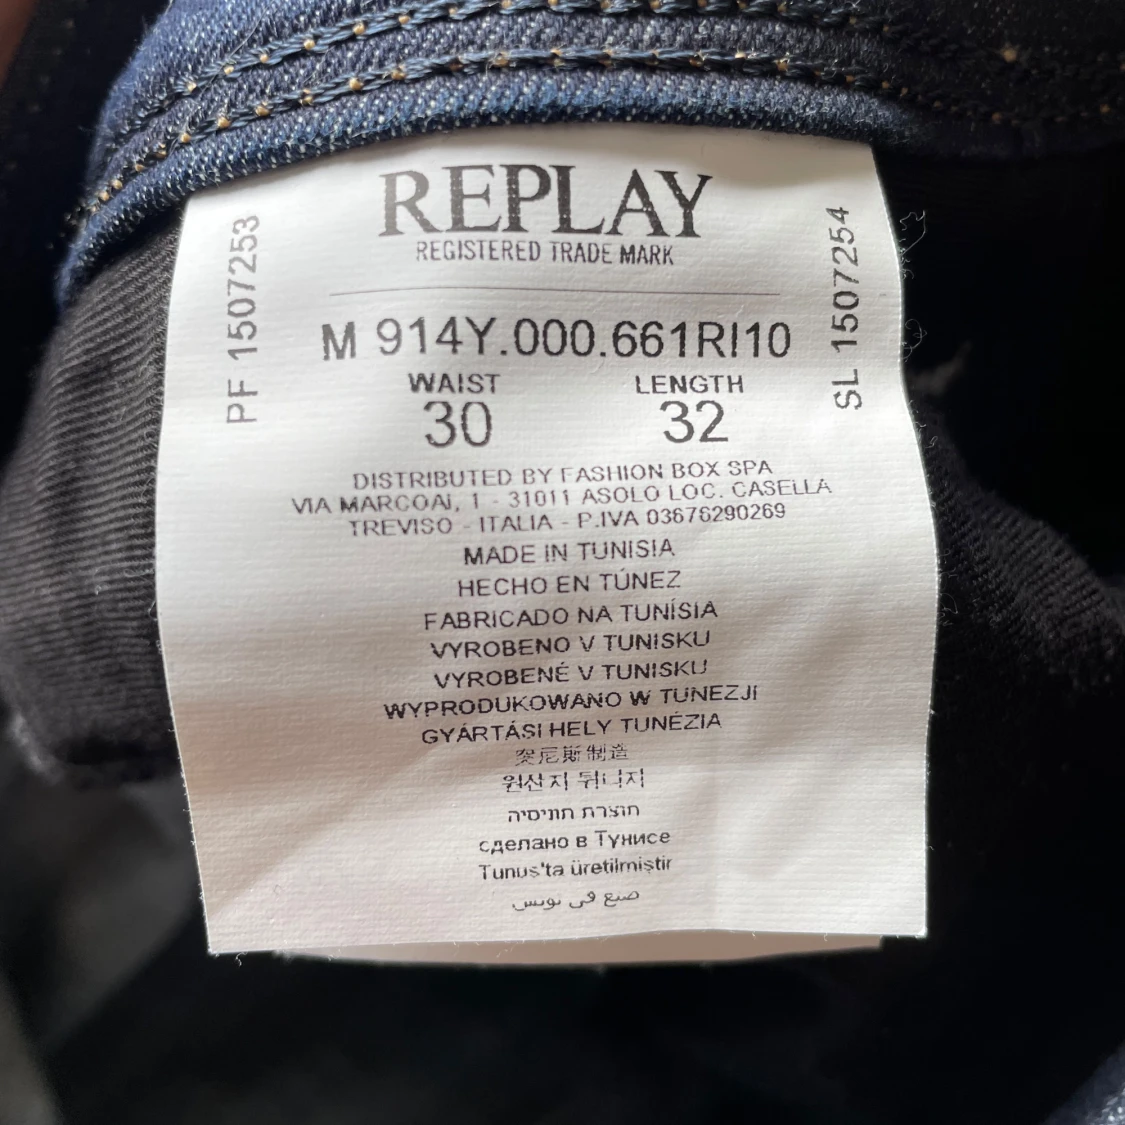 REPLAY
REGISTERED TRADE MARK
PF 1507253
SL 1507254
M 914Y.000.661RI10
WAIST LENGTH
30 32
DISTRIBUTED BY FASHION BOX SPA
VIA MARCOAI, 1 - 31011 ASOLO LOC. CASELLA
TREVISO - ITALIA - P.IVA 03676290269
MADE IN TUNISIA
HECHO EN TÚNEZ
FABRICADO NA TUNÍSIA
VYROBENO V TUNISKU
VYROBENÉ V TUNISKU
WYPRODUKOWANO W TUNEZJI
GYÁRTÁSI HELY TUNÉZIA
突尼斯制造
원산지 튀니지
תוצרת תוניסיה
сделано в Тунисе
Tunus'ta üretilmiştir
صنع في تونس